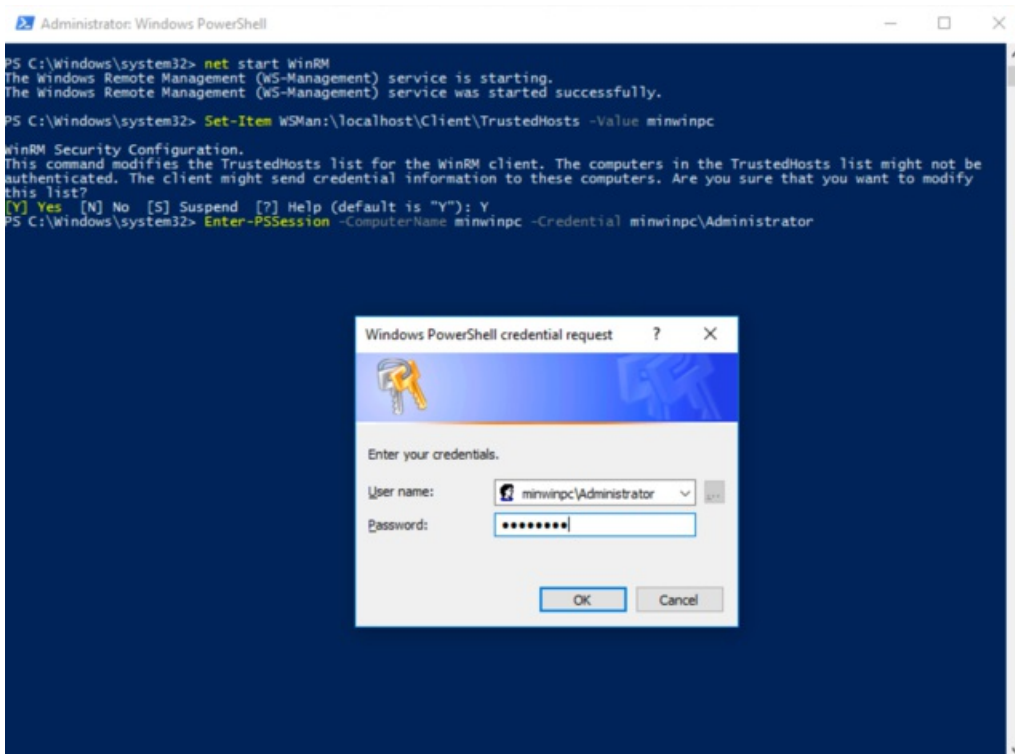 Administrator: Windows PowerShell
PS C:\Windows\system32> net start WinRM
The Windows Remote Management (WS-Management) service is starting.
The Windows Remote Management (WS-Management) service was started successfully.
PS C:\Windows\system32> Set-Item WSMan:\localhost\Client\TrustedHosts -Value minwinpc
WinRM Security Configuration.
This command modifies the TrustedHosts list for the WinRM client. The computers in the TrustedHosts list might not be
authenticated. The client might send credential information to these computers. Are you sure that you want to modify
this list?
[Y] Yes  [N] No  [S] Suspend  [?] Help (default is "Y"): Y
PS C:\Windows\system32> Enter-PSSession -ComputerName minwinpc -Credential minwinpc\Administrator
Windows PowerShell credential request
Enter your credentials.
User name: minwinpc\Administrator
Password: ••••••••
OK Cancel